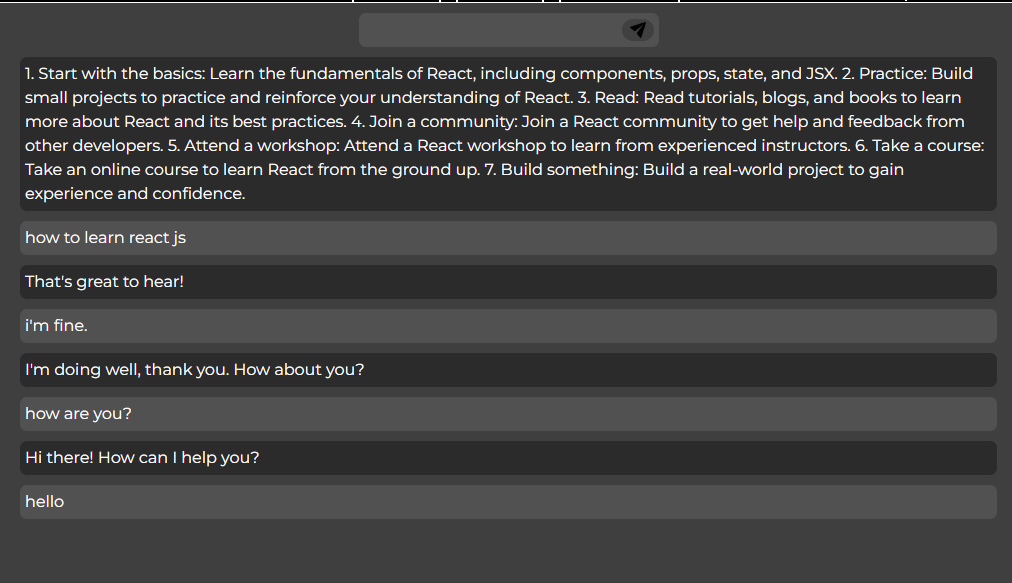 1. Start with the basics: Learn the fundamentals of React, including components, props, state, and JSX. 2. Practice: Build
small projects to practice and reinforce your understanding of React. 3. Read: Read tutorials, blogs, and books to learn
more about React and its best practices. 4. Join a community: Join a React community to get help and feedback from
other developers. 5. Attend a workshop: Attend a React workshop to learn from experienced instructors. 6. Take a course:
Take an online course to learn React from the ground up. 7. Build something: Build a real-world project to gain
experience and confidence.
how to learn react js
That's great to hear!
i'm fine.
I'm doing well, thank you. How about you?
how are you?
Hi there! How can I help you?
hello